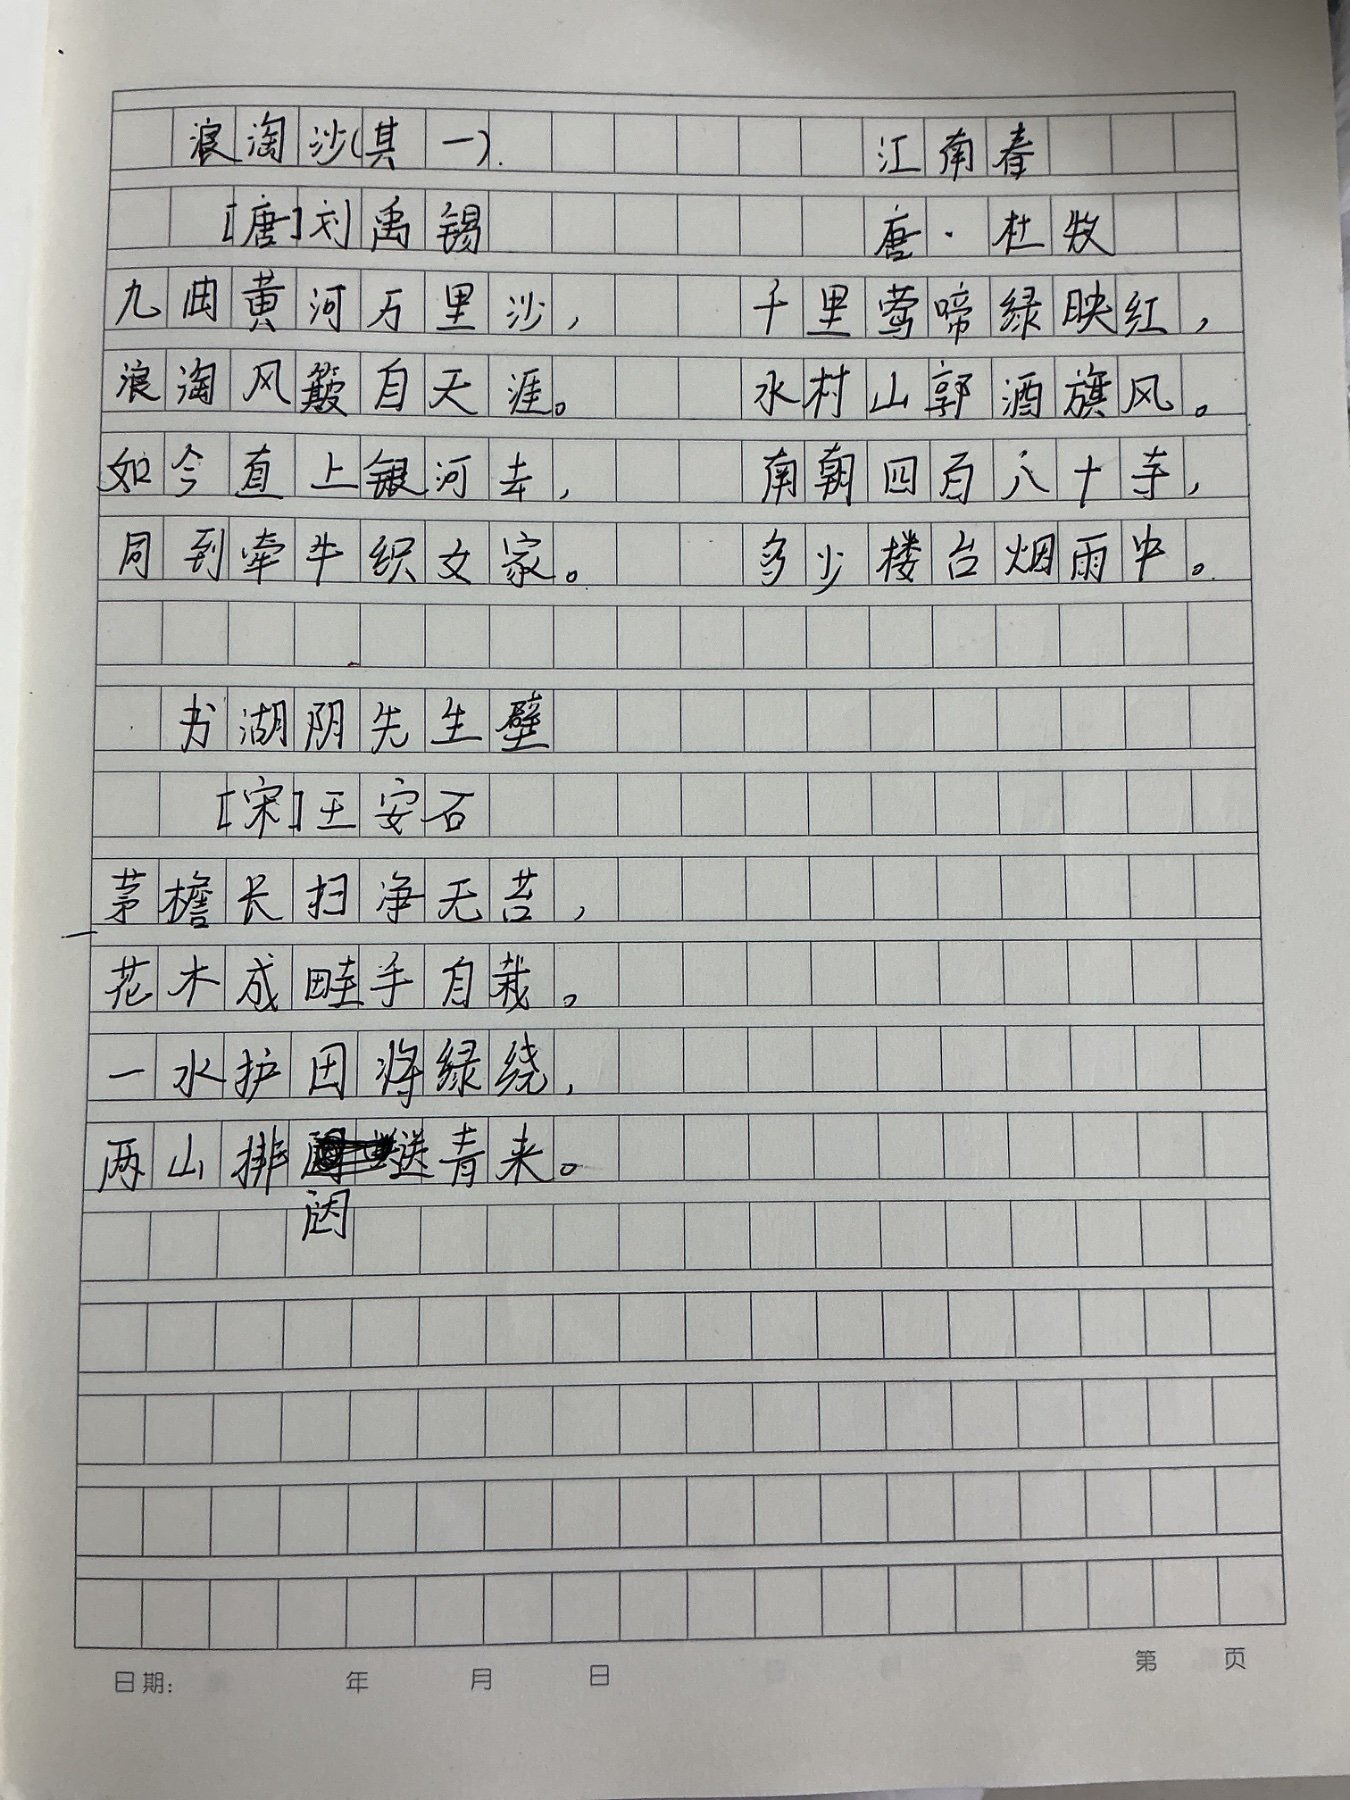 浪淘沙(其一).
[唐]刘禹锡
九曲黄河万里沙,
浪淘风簸自天涯。
如今直上银河去,
同到牵牛织女家。
江南春
唐·杜牧
千里莺啼绿映红,
水村山郭酒旗风。
南朝四百八十寺,
多少楼台烟雨中。
书湖阴先生壁
[宋]王安石
茅檐长扫净无苔,
花木成畦手自栽。
一水护田将绿绕,
两山排送青来。
日期: 年 月 日
第 页